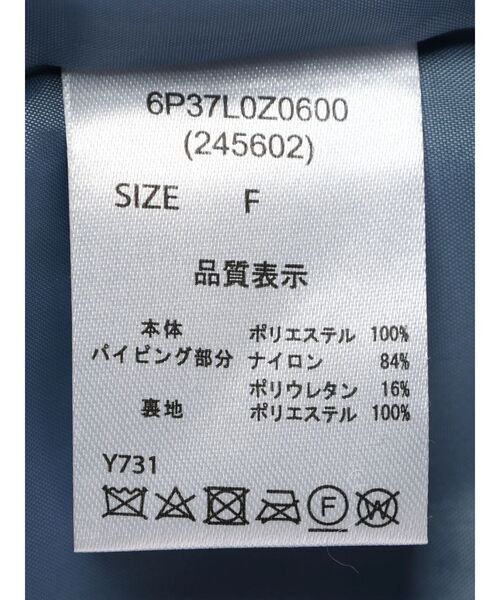 6P37L0Z0600
(245602)
SIZE F
品質表示
本体 ポリエステル 100%
パイピング部分 ナイロン 84%
ポリウレタン 16%
裏地 ポリエステル 100%
Y731
F W